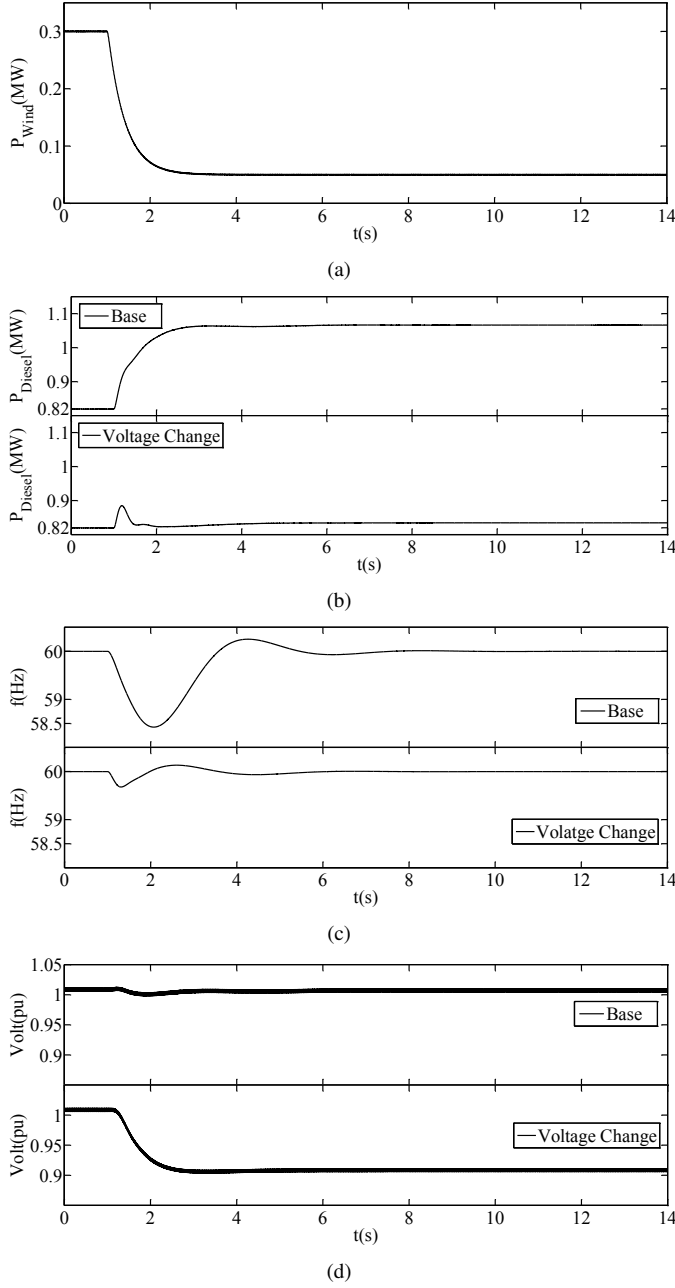 0.3
0.2
0.1
0
P_Wind(MW)
0 2 4 6 8 10 12 14
t(s)
(a)
1.1
1
0.9
0.82
P_Diesel(MW)
Base
1.1
1
0.9
0.82
P_Diesel(MW)
Voltage Change
0 2 4 6 8 10 12 14
t(s)
(b)
60
59
58.5
f(Hz)
Base
60
59
58.5
f(Hz)
Volatge Change
0 2 4 6 8 10 12 14
t(s)
(c)
1.05
1
0.95
0.9
Volt(pu)
Base
1
0.95
0.9
Volt(pu)
Voltage Change
0 2 4 6 8 10 12 14
t(s)
(d)